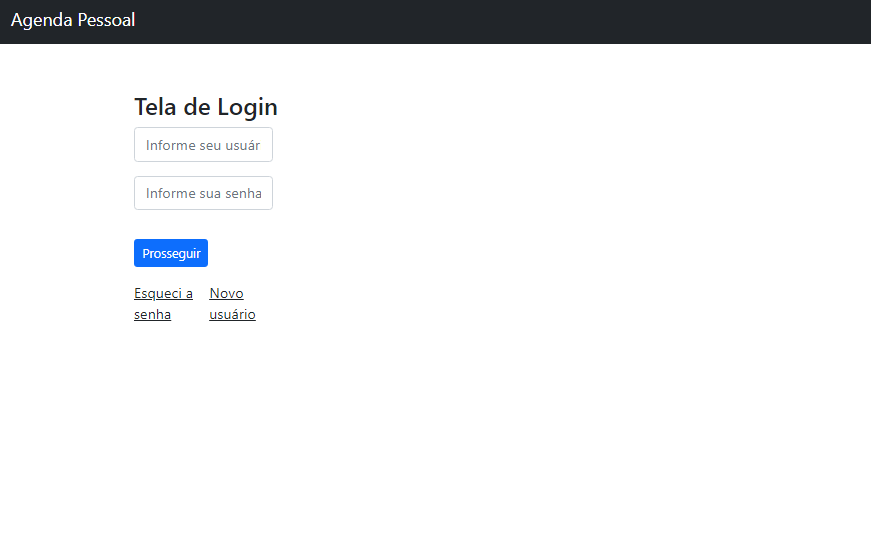 Agenda Pessoal
Tela de Login
Informe seu usuár
Informe sua senha
Prosseguir
Esqueci a
senha
Novo
usuário